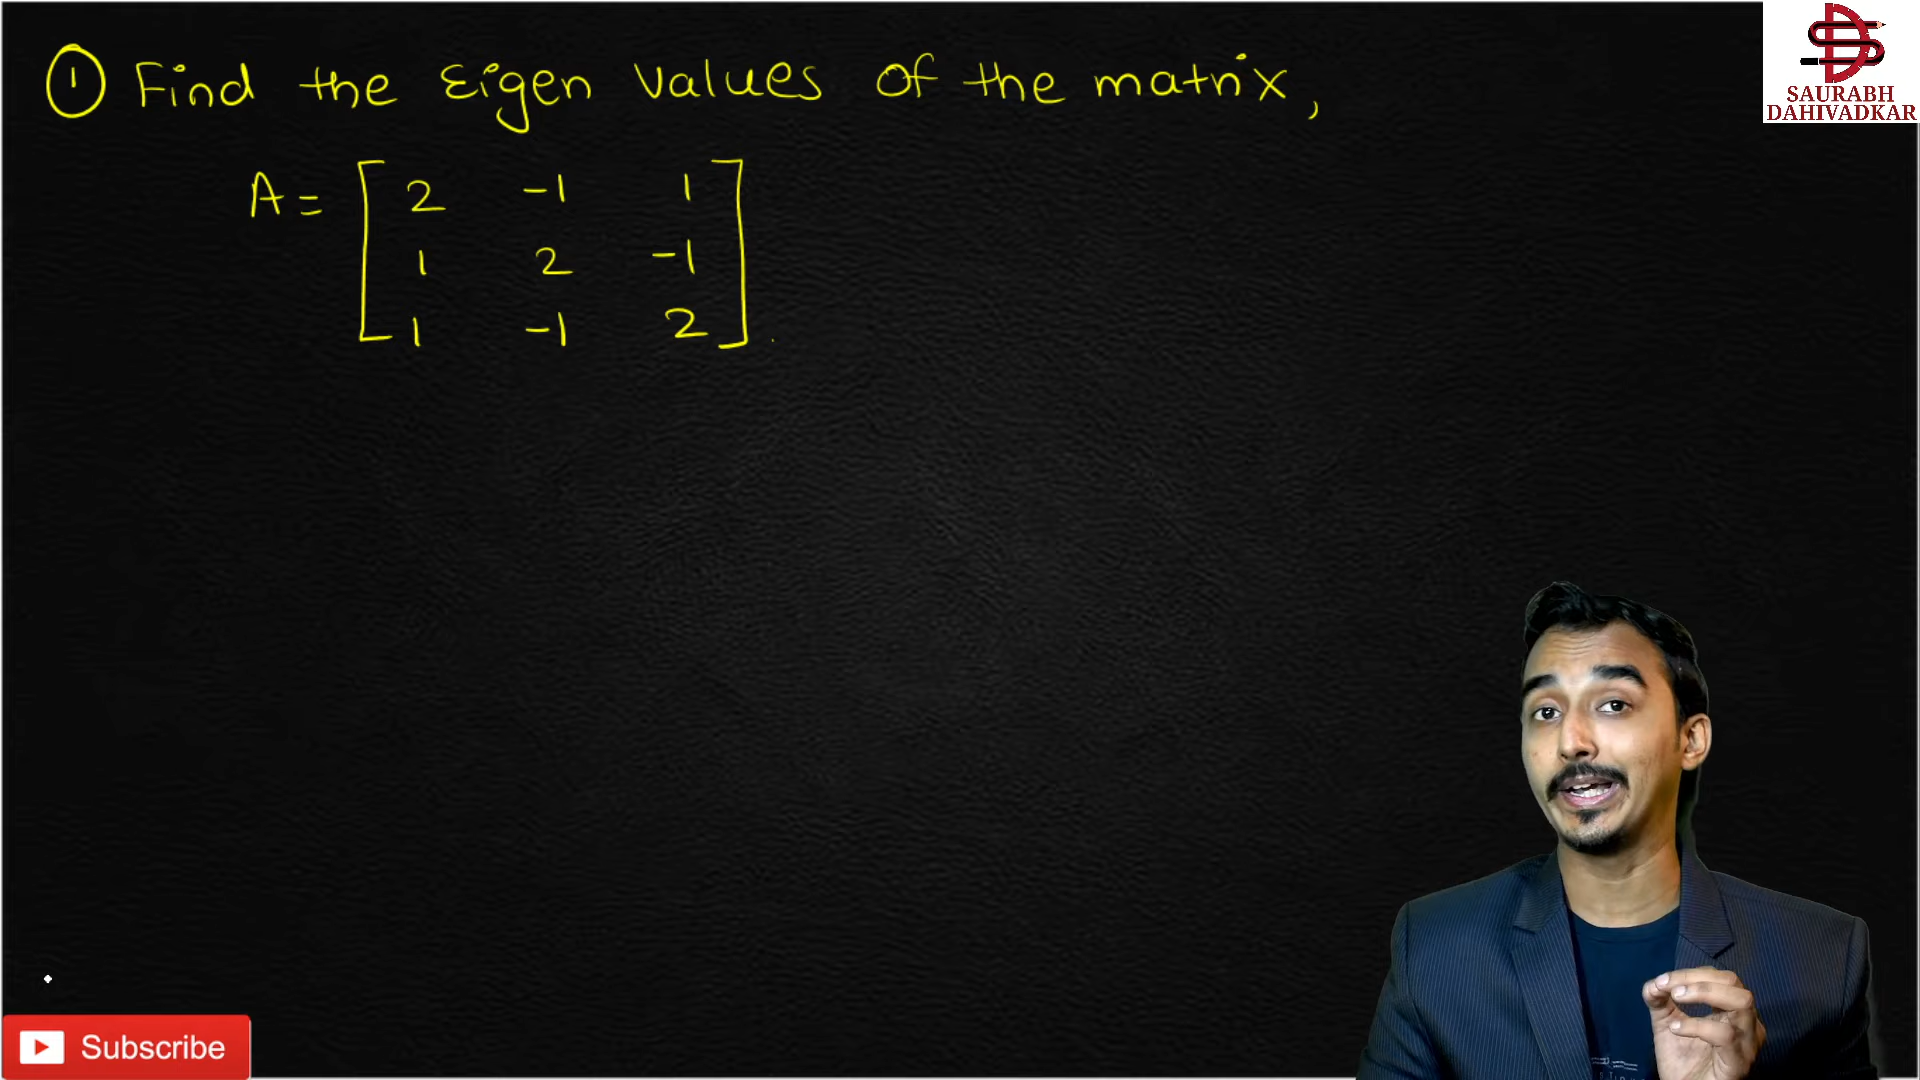 ① Find the Eigen values of the matrix,
A = [ 2 -1 1
1 2 -1
1 -1 2 ].
SAURABH
DAHIVADKAR
Subscribe